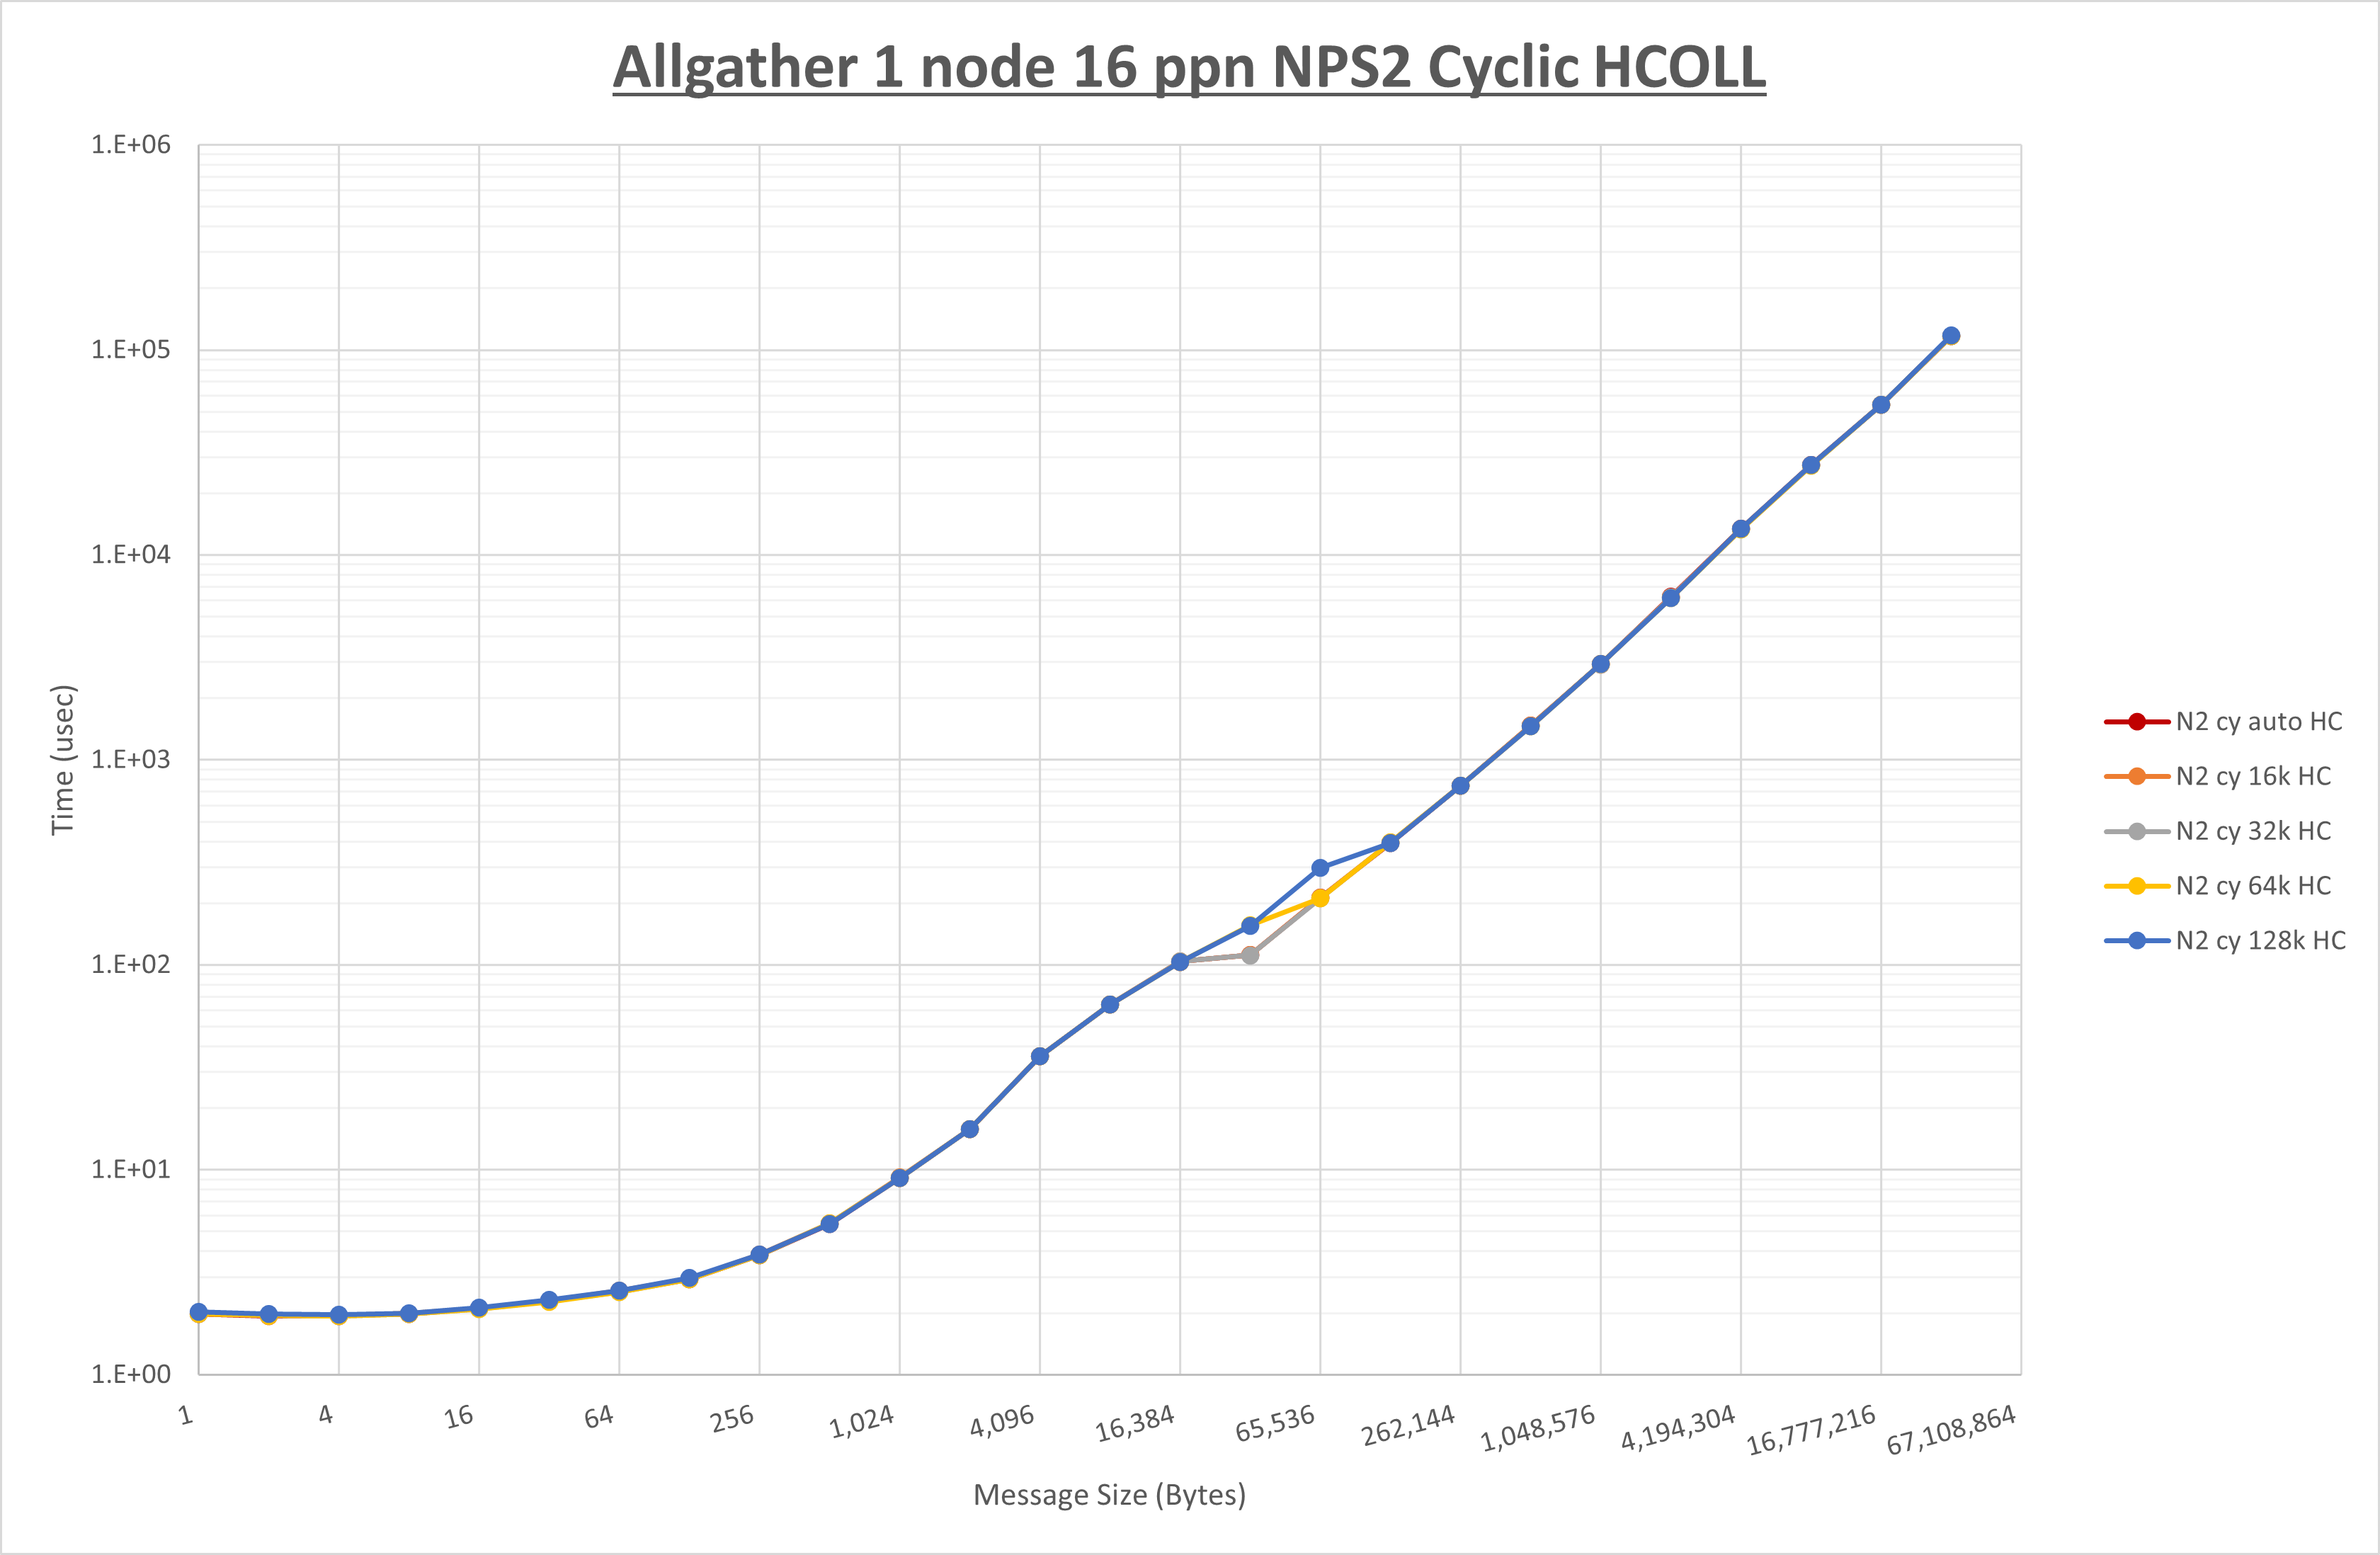 Allgather 1 node 16 ppn NPS2 Cyclic HCOLL
1.E+06
1.E+05
1.E+04
1.E+03
1.E+02
1.E+01
1.E+00
Time (usec)
1
4
16
64
256
1,024
4,096
16,384
65,536
262,144
1,048,576
4,194,304
16,777,216
67,108,864
Message Size (Bytes)
N2 cy auto HC
N2 cy 16k HC
N2 cy 32k HC
N2 cy 64k HC
N2 cy 128k HC